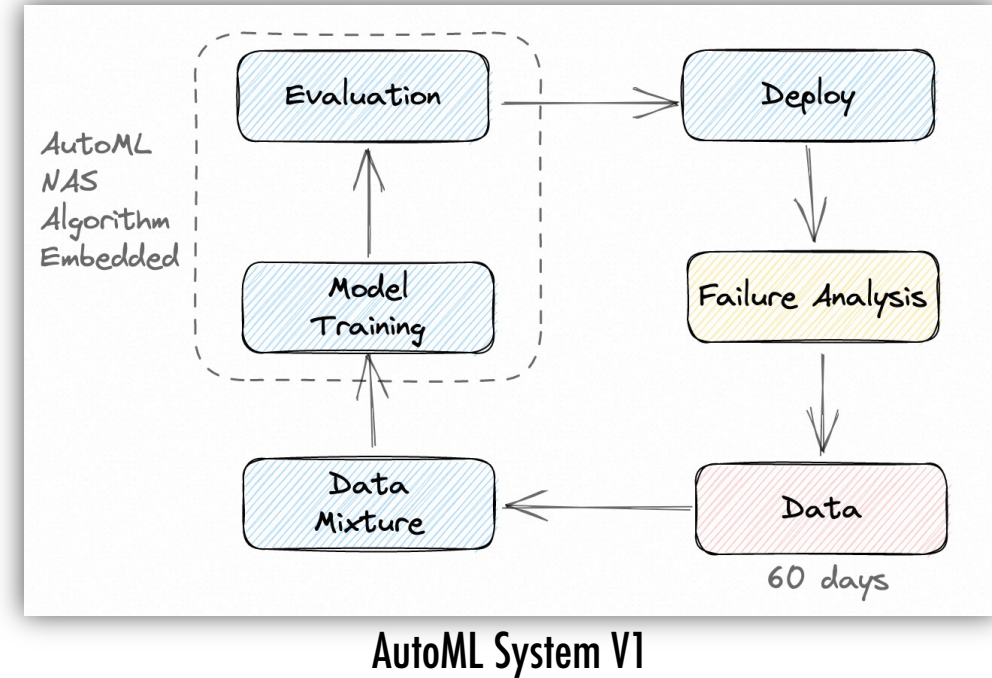 Evaluation
Deploy
AutoML
NAS
Algorithm
Embedded
Model
Training
Failure Analysis
Data
Mixture
Data
60 days
AutoML System V1